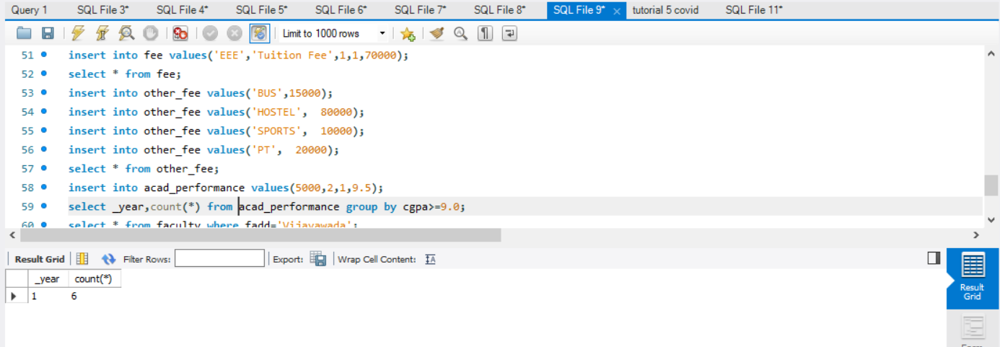 Query 1 SQL File 3* SQL File 4* SQL File 5* SQL File 6* SQL File 7* SQL File 8* SQL File 9* × tutorial 5 covid SQL File 11*
Limit to 1000 rows
51 insert into fee values('EEE','Tuition Fee',1,1,70000);
52 select * from fee;
53 insert into other_fee values('BUS',15000);
54 insert into other_fee values('HOSTEL', 80000);
55 insert into other_fee values('SPORTS', 10000);
56 insert into other_fee values('PT', 20000);
57 select * from other_fee;
58 insert into acad_performance values(5000,2,1,9.5);
59 select _year,count(*) from acad_performance group by cgpa>=9.0;
60 select * from faculty where fadd='Vijayawada';
Result Grid Filter Rows: Export: Wrap Cell Content: IA
_year count(*)
1 6
Result
Grid
Form